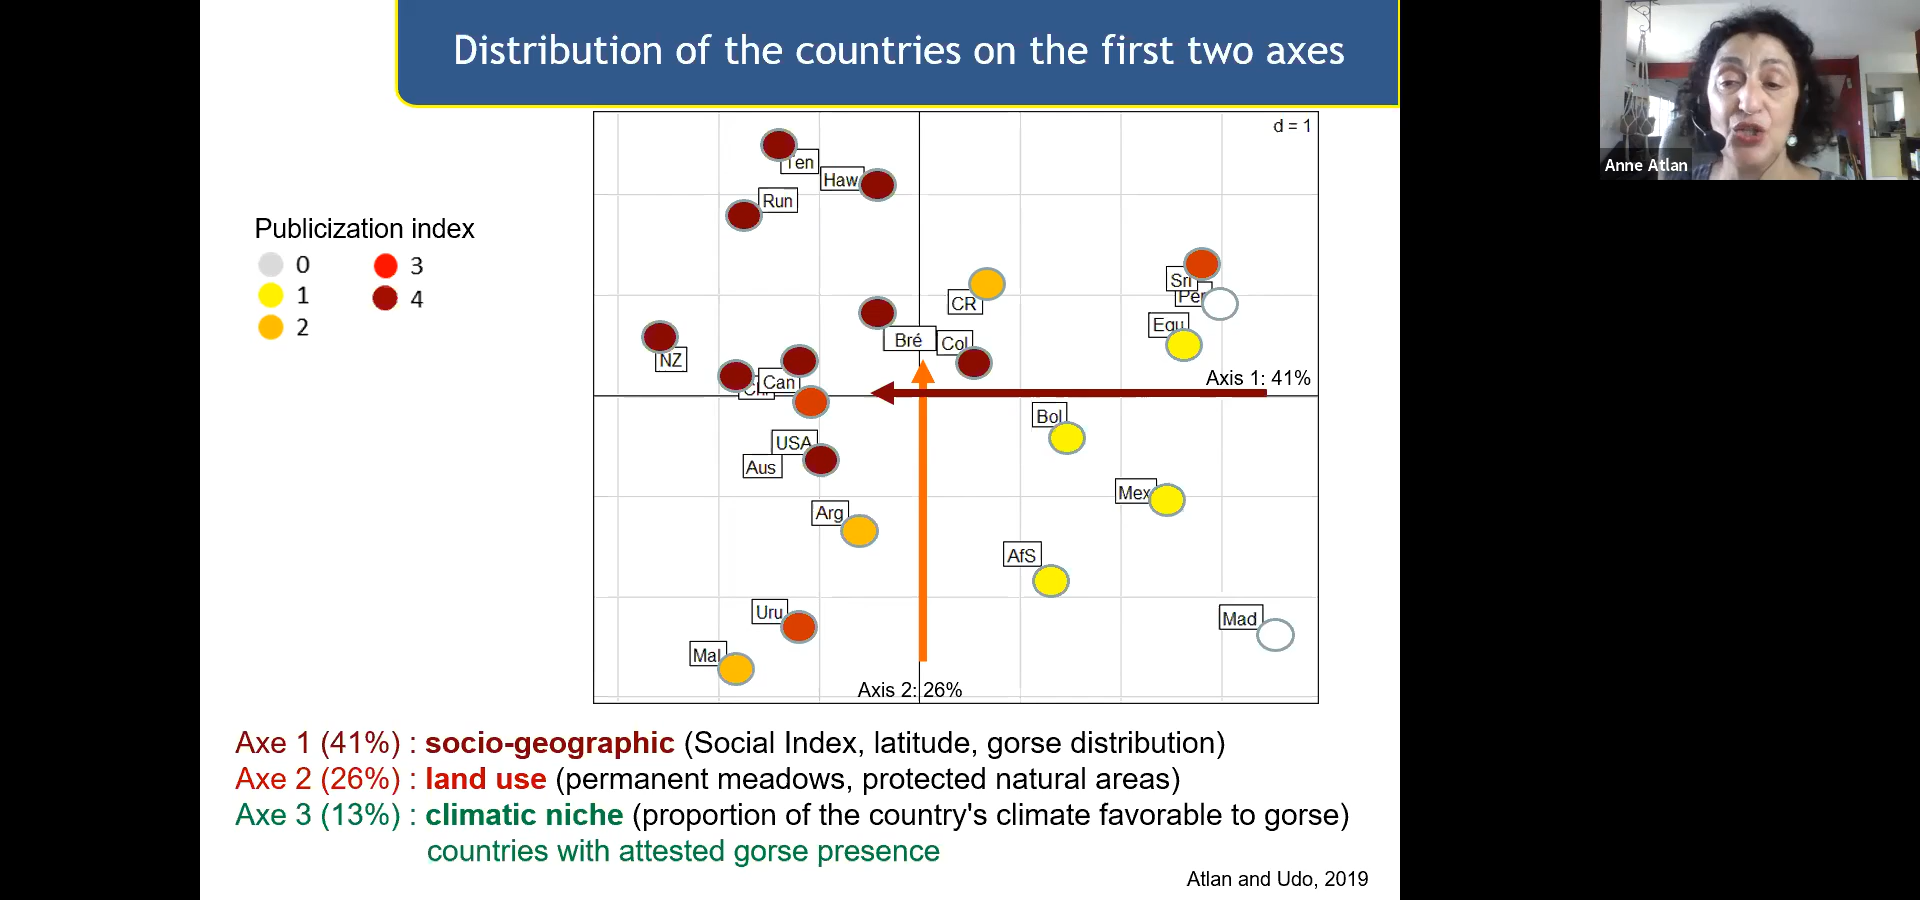 Distribution of the countries on the first two axes
Anne Atlan
d = 1
Ten
Haw
Run
Publicization index
0 3
1 4
2
Sri
Per
CR
Equ
Bré
Col
NZ
Can
Axis 1: 41%
Bol
USA
Aus
Mex
Arg
AfS
Uru
Mad
Mal
Axis 2: 26%
Axe 1 (41%) : socio-geographic (Social Index, latitude, gorse distribution)
Axe 2 (26%) : land use (permanent meadows, protected natural areas)
Axe 3 (13%) : climatic niche (proportion of the country's climate favorable to gorse)
countries with attested gorse presence
Atlan and Udo, 2019